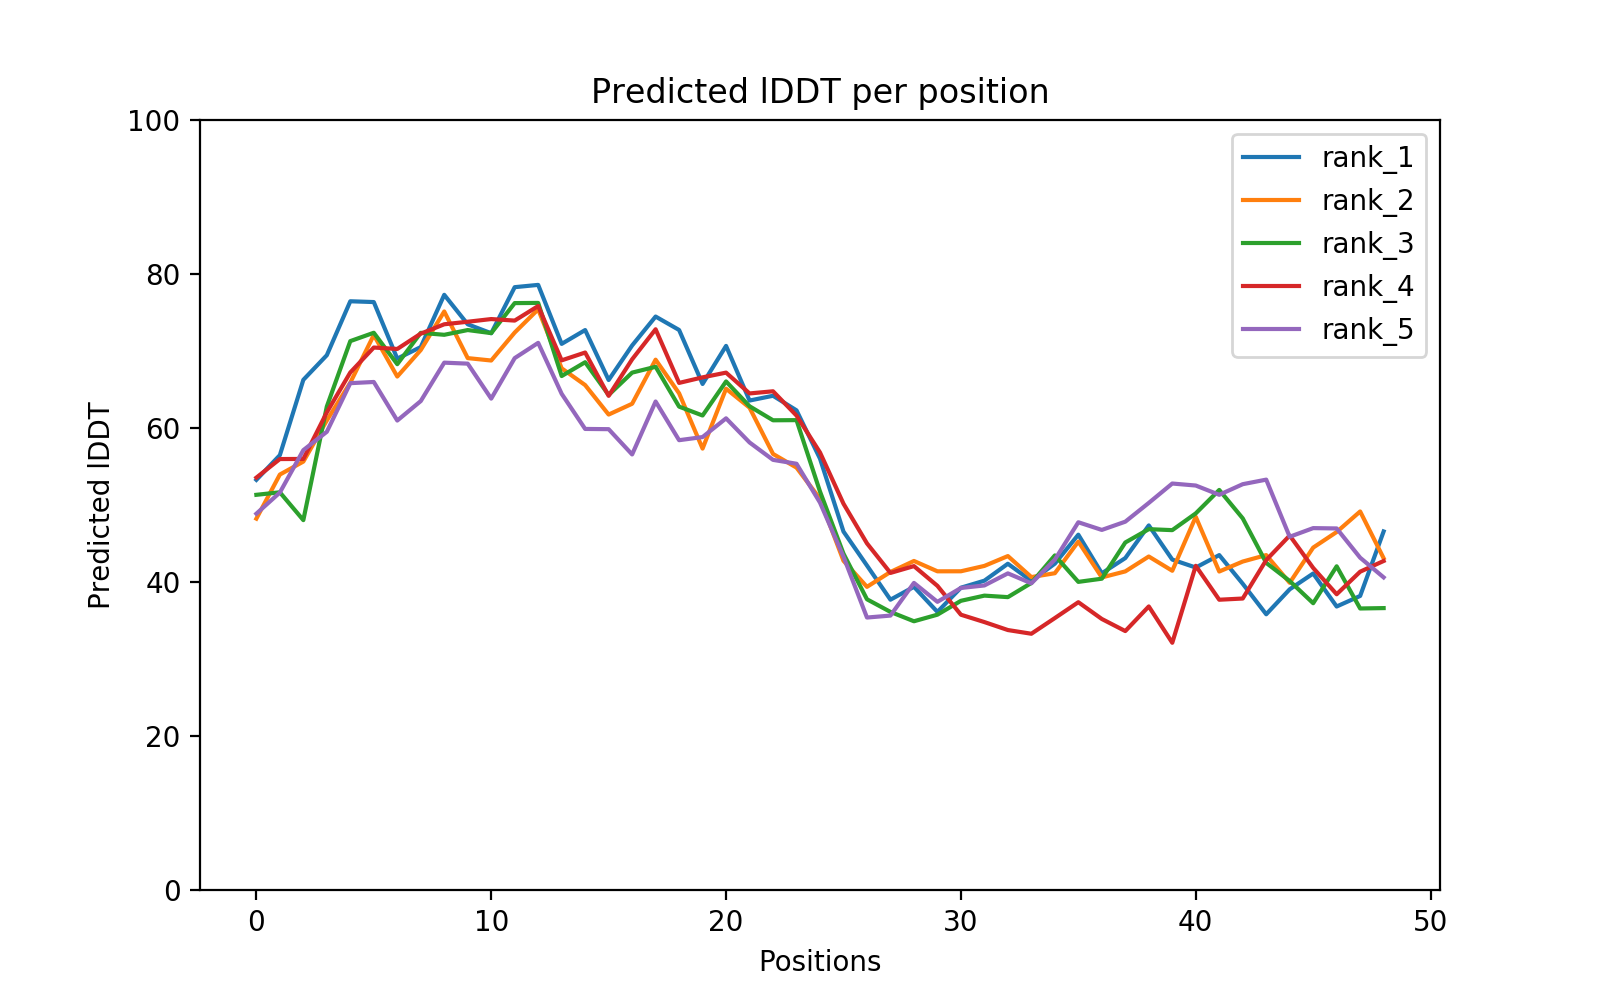 Predicted lDDT per position
100
80
60
40
20
0
Predicted lDDT
0 10 20 30 40 50
Positions
rank_1
rank_2
rank_3
rank_4
rank_5